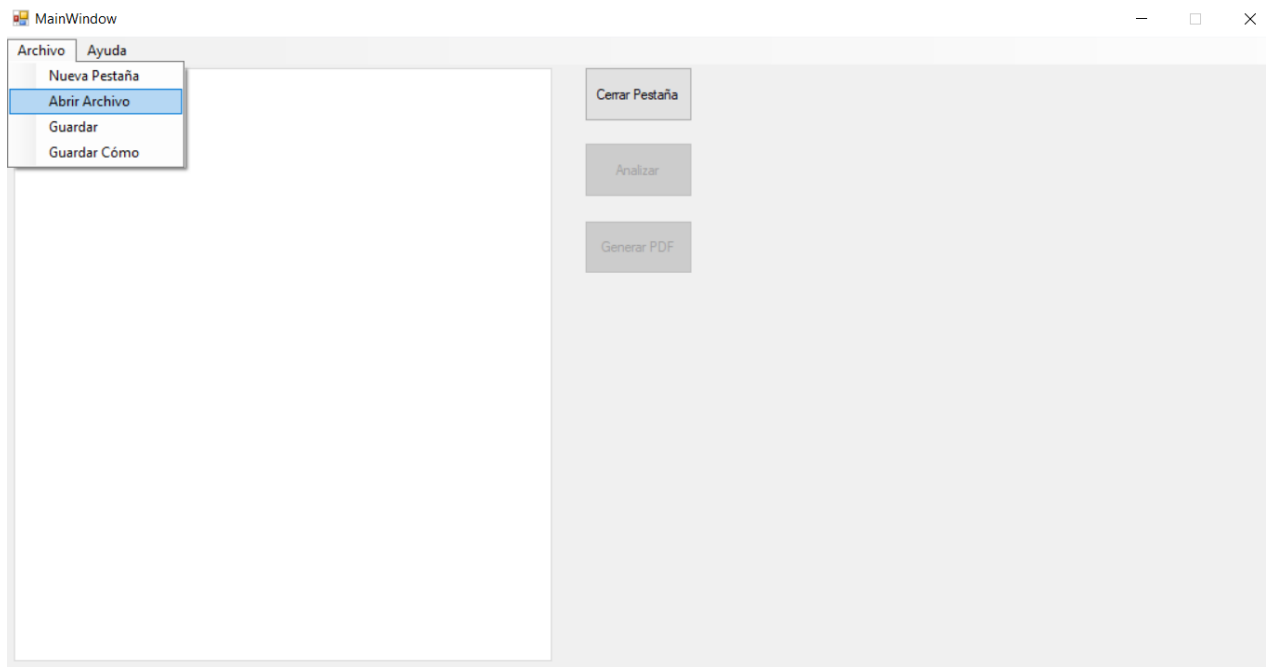 MainWindow
Archivo Ayuda
Nueva Pestaña
Abrir Archivo
Guardar
Guardar Cómo
Cerrar Pestaña
Analizar
Generar PDF